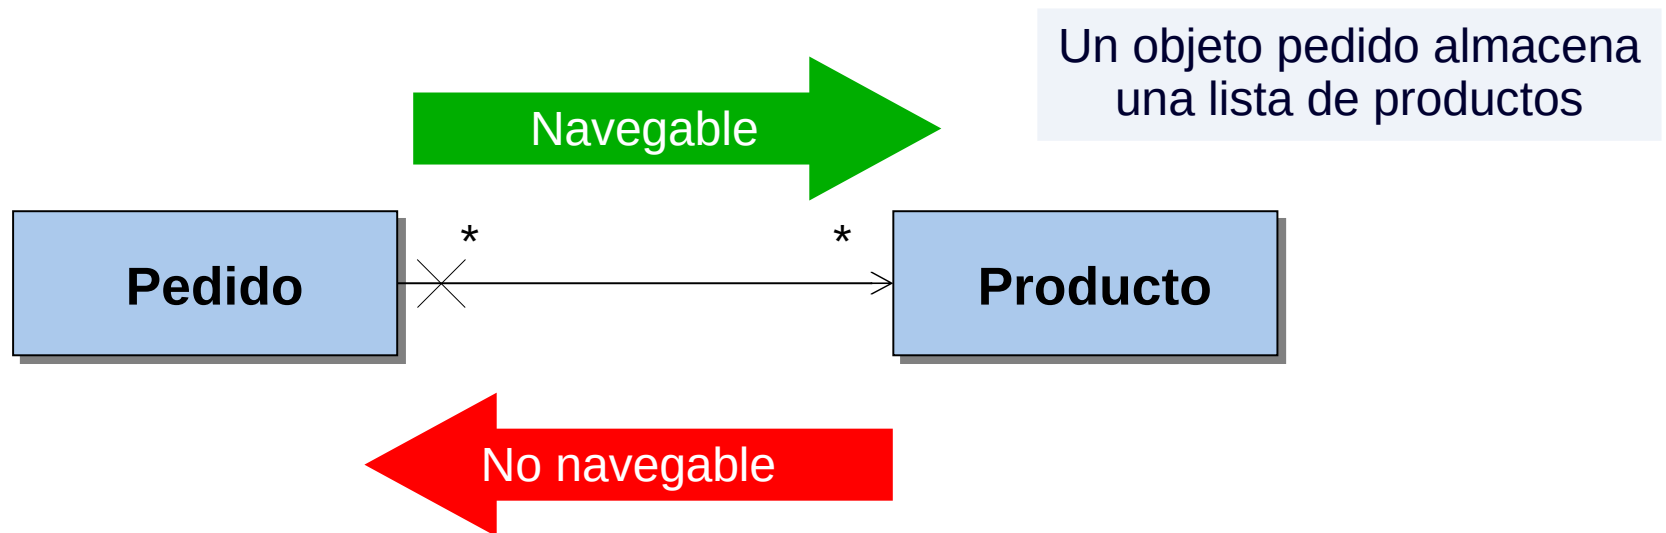 Un objeto pedido almacena
una lista de productos
Navegable
* *
Pedido
Producto
No navegable